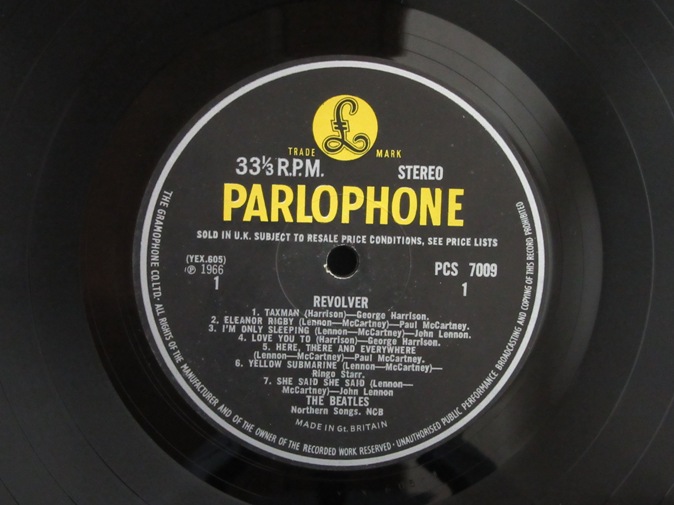 £
TRADE MARK
33⅓ R.P.M. STEREO
PARLOPHONE
SOLD IN U.K. SUBJECT TO RESALE PRICE CONDITIONS, SEE PRICE LISTS
(YEX.605)
℗ 1966
1
PCS 7009
1
REVOLVER
1. TAXMAN (Harrison)—George Harrison.
2. ELEANOR RIGBY (Lennon—McCartney)—Paul McCartney.
3. I'M ONLY SLEEPING (Lennon—McCartney)—John Lennon.
4. LOVE YOU TO (Harrison)—George Harrison.
5. HERE, THERE AND EVERYWHERE
(Lennon—McCartney)—Paul McCartney.
6. YELLOW SUBMARINE (Lennon—McCartney)—
Ringo Starr.
7. SHE SAID SHE SAID (Lennon—
McCartney)—John Lennon
THE BEATLES
Northern Songs. NCB
MADE IN Gt. BRITAIN
THE GRAMOPHONE CO. LTD · ALL RIGHTS OF THE MANUFACTURER AND OF THE OWNER OF THE RECORDED WORK RESERVED · UNAUTHORISED PUBLIC PERFORMANCE BROADCASTING AND COPYING OF THIS RECORD PROHIBITED